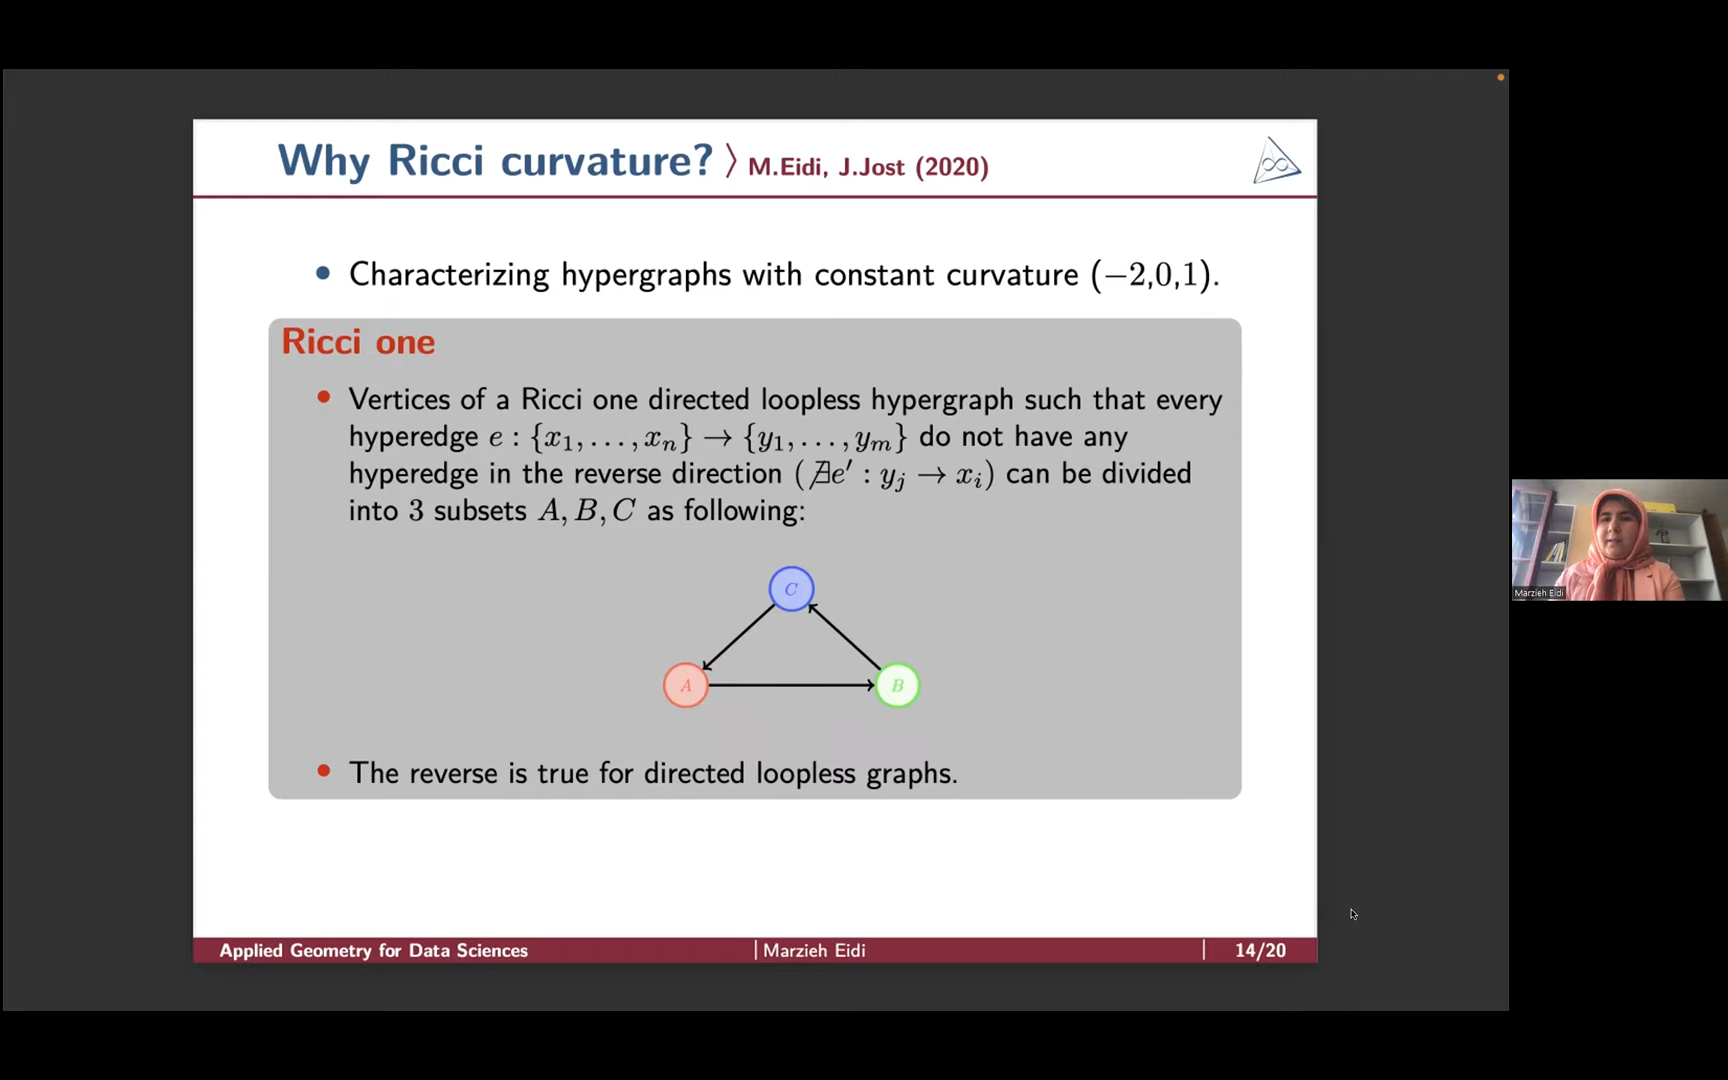 Why Ricci curvature? 〉 M.Eidi, J.Jost (2020)
• Characterizing hypergraphs with constant curvature (−2,0,1).
Ricci one
• Vertices of a Ricci one directed loopless hypergraph such that every
hyperedge e : {x₁, . . . , xₙ} → {y₁, . . . , yₘ} do not have any
hyperedge in the reverse direction (∄e′ : yⱼ → xᵢ) can be divided
into 3 subsets A, B, C as following:
C
A
B
• The reverse is true for directed loopless graphs.
Marzieh Eidi
Applied Geometry for Data Sciences | Marzieh Eidi | 14/20